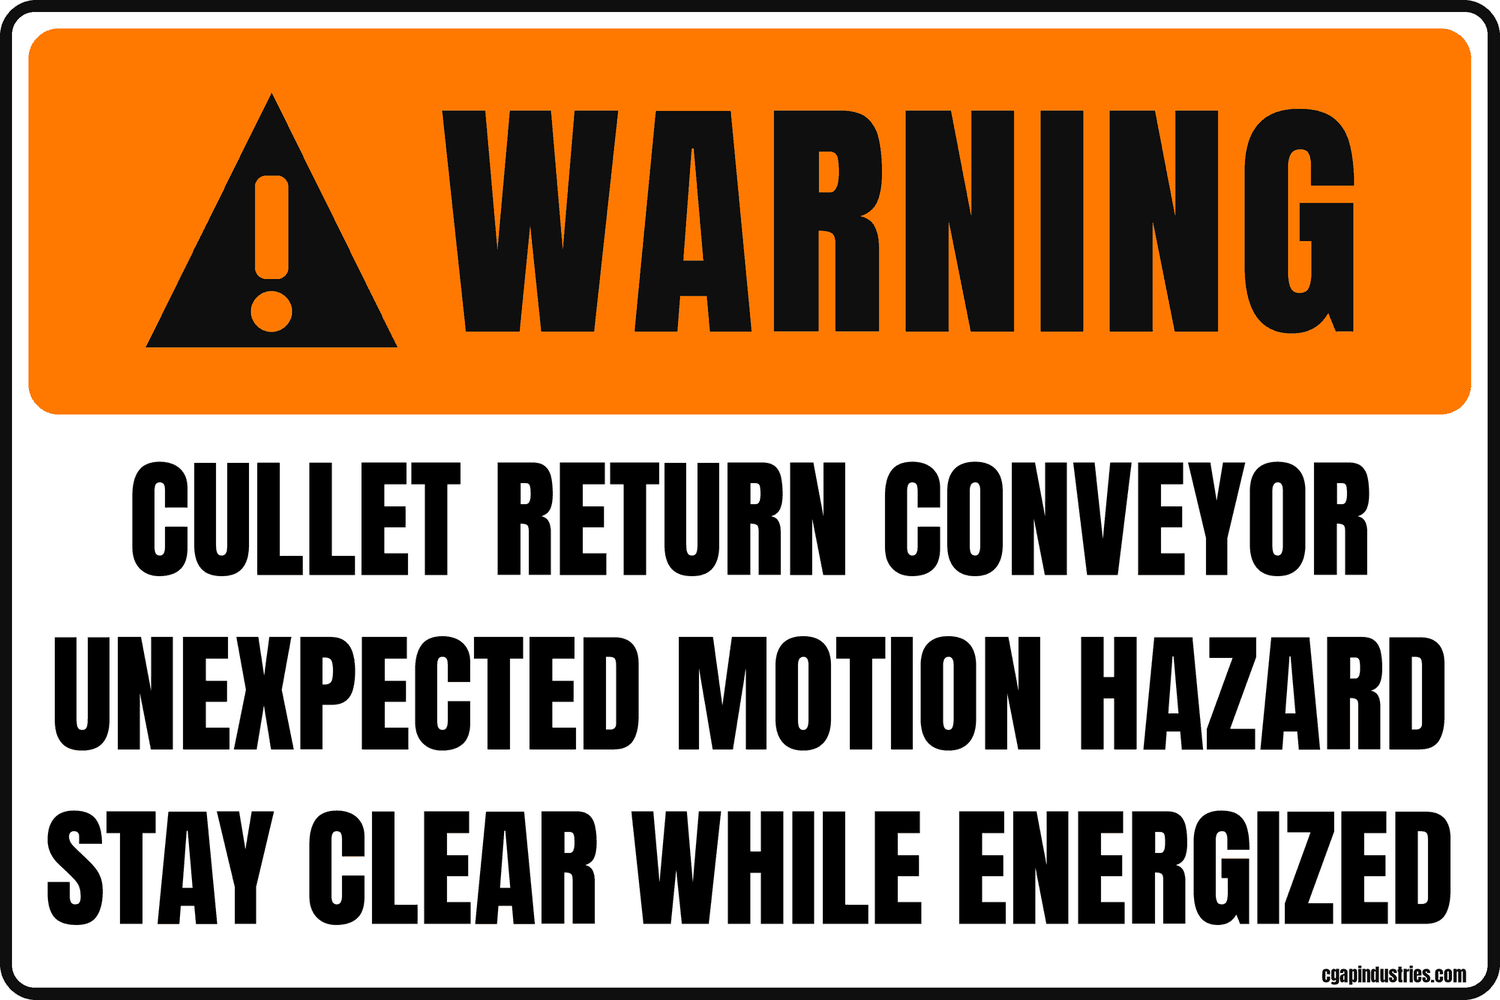 WARNING
CULLET RETURN CONVEYOR
UNEXPECTED MOTION HAZARD
STAY CLEAR WHILE ENERGIZED
cgapindustries.com